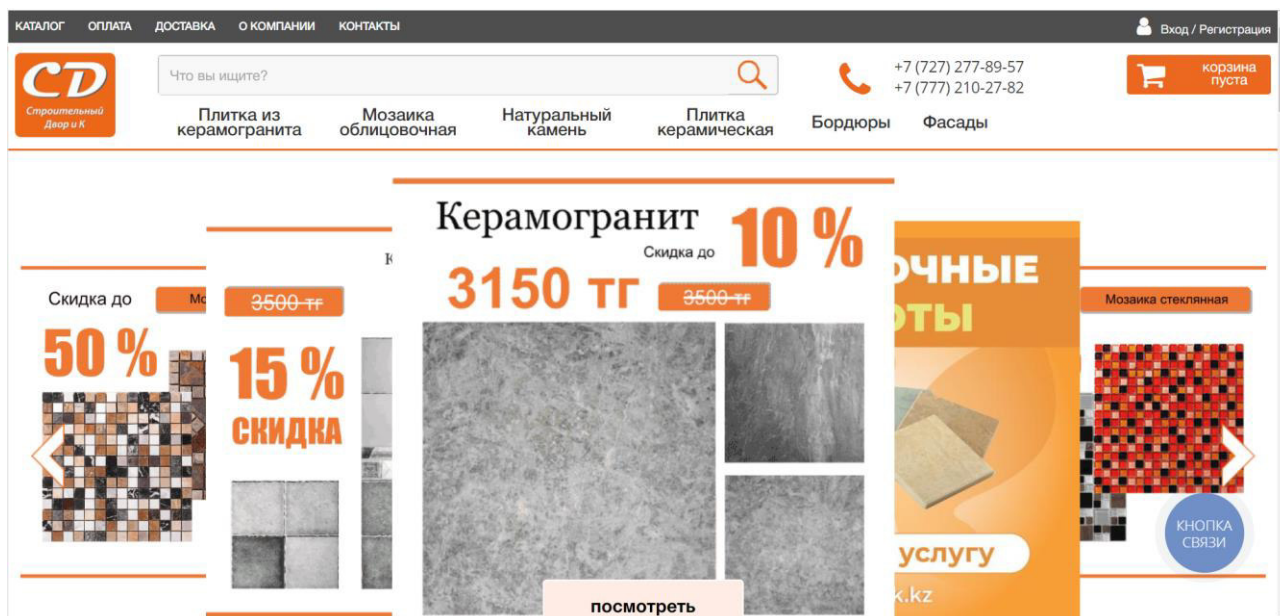 КАТАЛОГ ОПЛАТА ДОСТАВКА О КОМПАНИИ КОНТАКТЫ Вход / Регистрация
СД
Строительный
Двор и К
Что вы ищите?
+7 (727) 277-89-57
+7 (777) 210-27-82
корзина
пуста
Плитка из
керамогранита
Мозаика
облицовочная
Натуральный
камень
Плитка
керамическая
Бордюры
Фасады
Скидка до
50 %
3500 тг
15 %
СКИДКА
Керамогранит
Скидка до
10 %
3150 тг
3500 тг
посмотреть
услугу
k.kz
Мозаика стеклянная
КНОПКА
СВЯЗИ